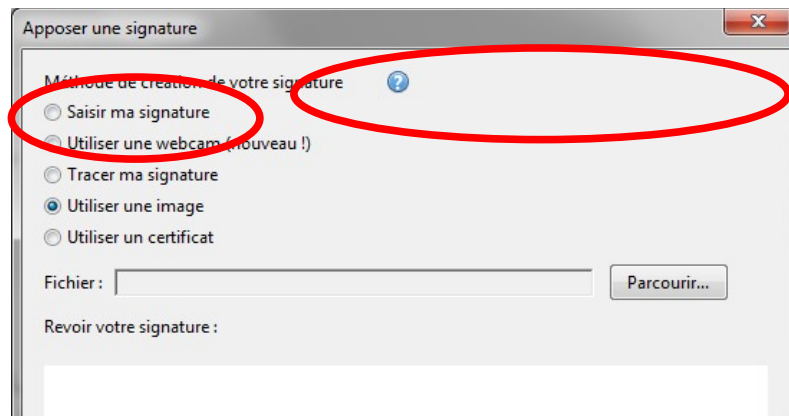 Apposer une signature
Méthode de création de votre signature
Saisir ma signature
Utiliser une webcam (nouveau !)
Tracer ma signature
Utiliser une image
Utiliser un certificat
Fichier :
Parcourir...
Revoir votre signature :